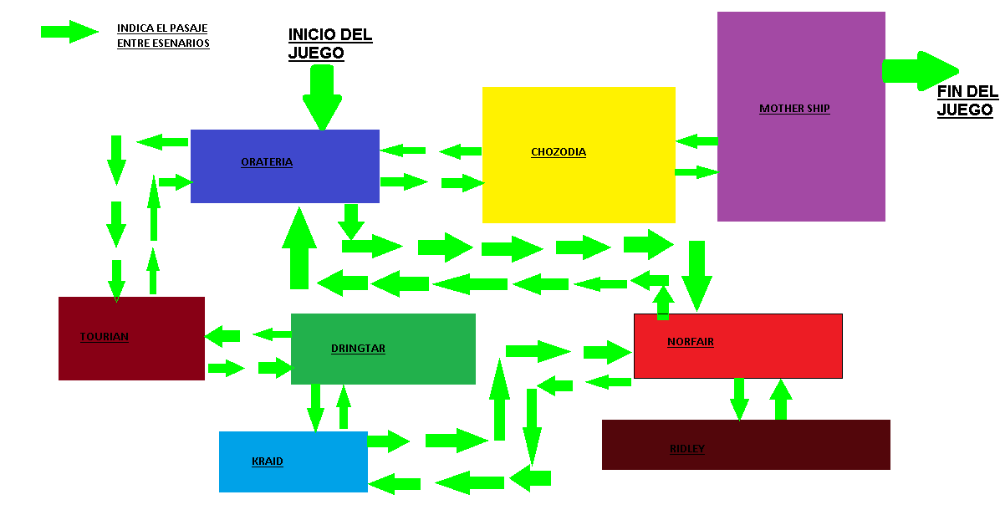 INDICA EL PASAJE
ENTRE ESENARIOS
INICIO DEL
JUEGO
MOTHER SHIP
FIN DEL
JUEGO
CHOZODIA
ORATERIA
TOURIAN
DRINGTAR
NORFAIR
KRAID
RIDLEY